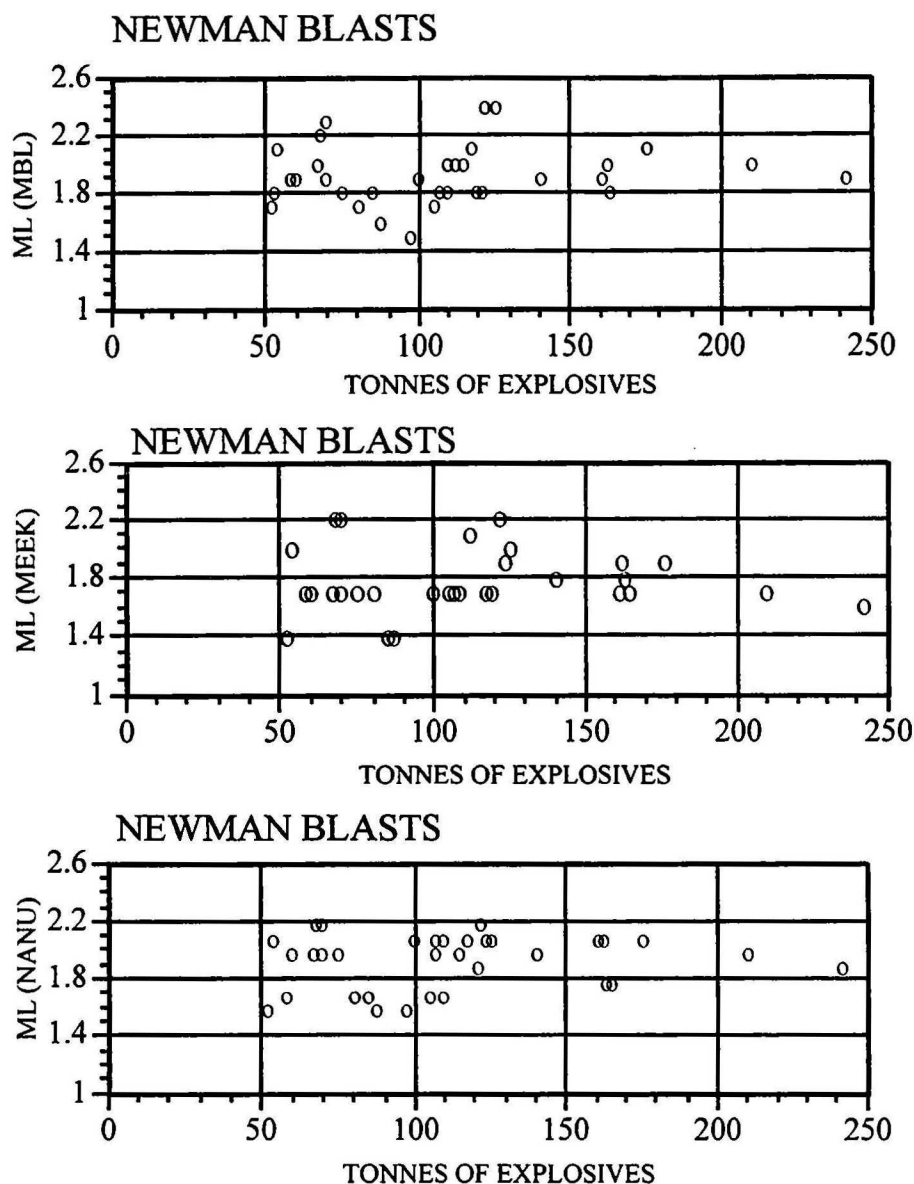 NEWMAN BLASTS
ML (MBL)
2.6
2.2
1.8
1.4
1
0 50 100 150 200 250
TONNES OF EXPLOSIVES
NEWMAN BLASTS
ML (MEEK)
2.6
2.2
1.8
1.4
1
0 50 100 150 200 250
TONNES OF EXPLOSIVES
NEWMAN BLASTS
ML (NANU)
2.6
2.2
1.8
1.4
1
0 50 100 150 200 250
TONNES OF EXPLOSIVES